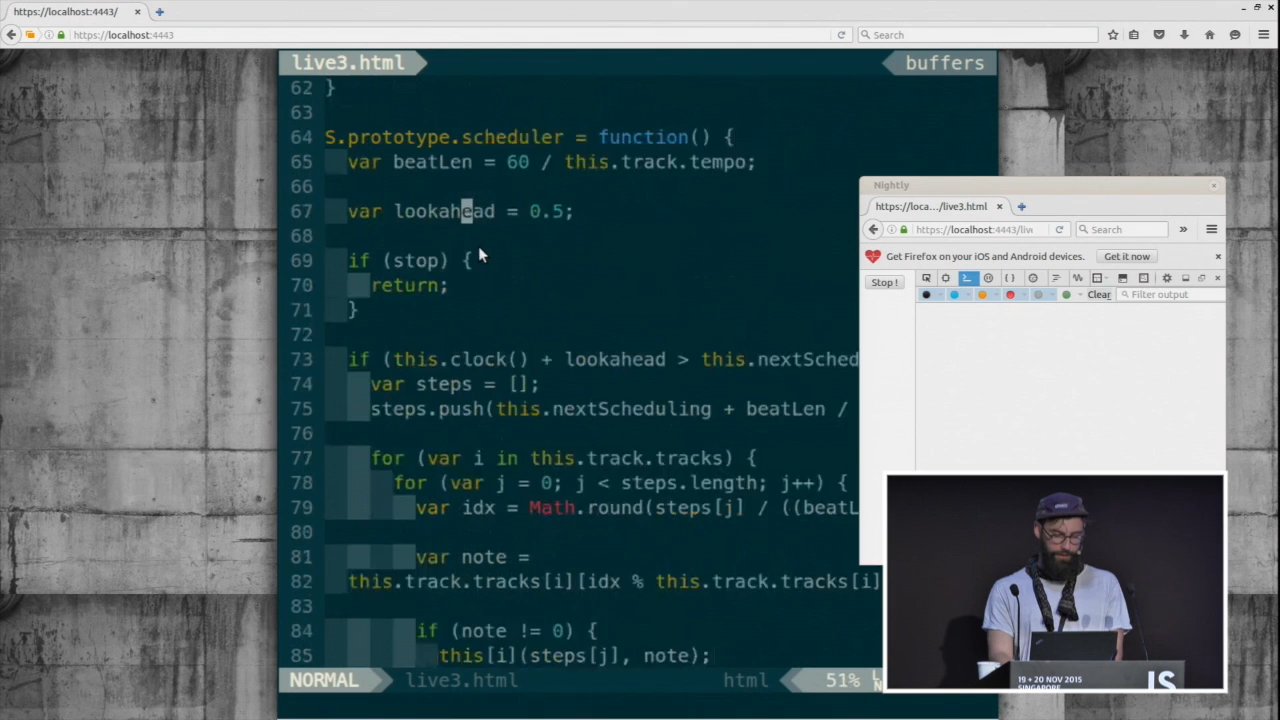 https://localhost:4443/
https://localhost:4443
Search
live3.html
buffers
62 }
63
64 S.prototype.scheduler = function() {
65 var beatLen = 60 / this.track.tempo;
66
67 var lookahead = 0.5;
68
69 if (stop) {
70 return;
71 }
72
73 if (this.clock() + lookahead > this.nextSched
74 var steps = [];
75 steps.push(this.nextScheduling + beatLen /
76
77 for (var i in this.track.tracks) {
78 for (var j = 0; j < steps.length; j++) {
79 var idx = Math.round(steps[j] / ((beatL
80
81 var note =
82 this.track.tracks[i][idx % this.track.tracks[i]
83
84 if (note != 0) {
85 this[i](steps[j], note);
NORMAL
live3.html
html
51%
Nightly
https://loca.../live3.html
https://localhost:4443/live
Search
Get Firefox on your iOS and Android devices.
Get it now
Stop !
Clear
Filter output
19 + 20 NOV 2015
SINGAPORE
JS